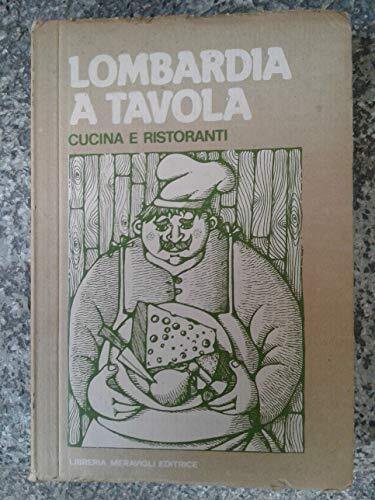 LOMBARDIA
A TAVOLA
CUCINA E RISTORANTI
LIBRERIA MERAVIGLI EDITRICE